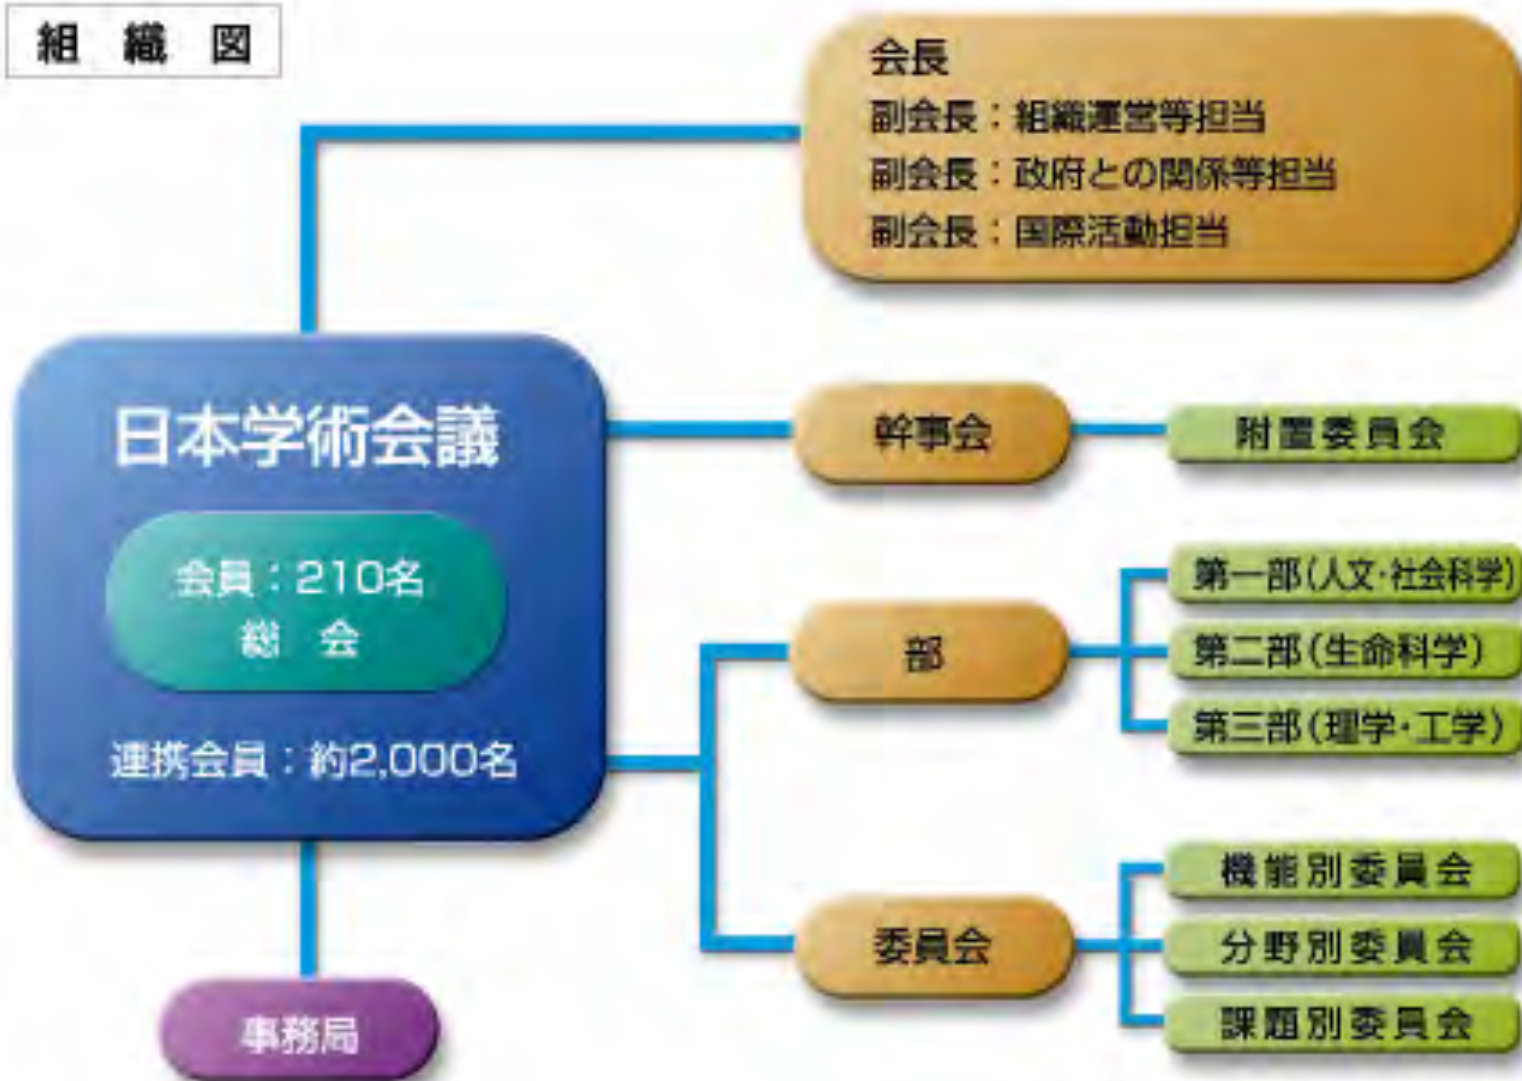 組織図
会長
副会長：組織運営等担当
副会長：政府との関係等担当
副会長：国際活動担当
日本学術会議
会員：210名
総会
連携会員：約2,000名
事務局
幹事会
附置委員会
部
第一部(人文･社会科学)
第二部(生命科学)
第三部(理学･工学)
委員会
機能別委員会
分野別委員会
課題別委員会